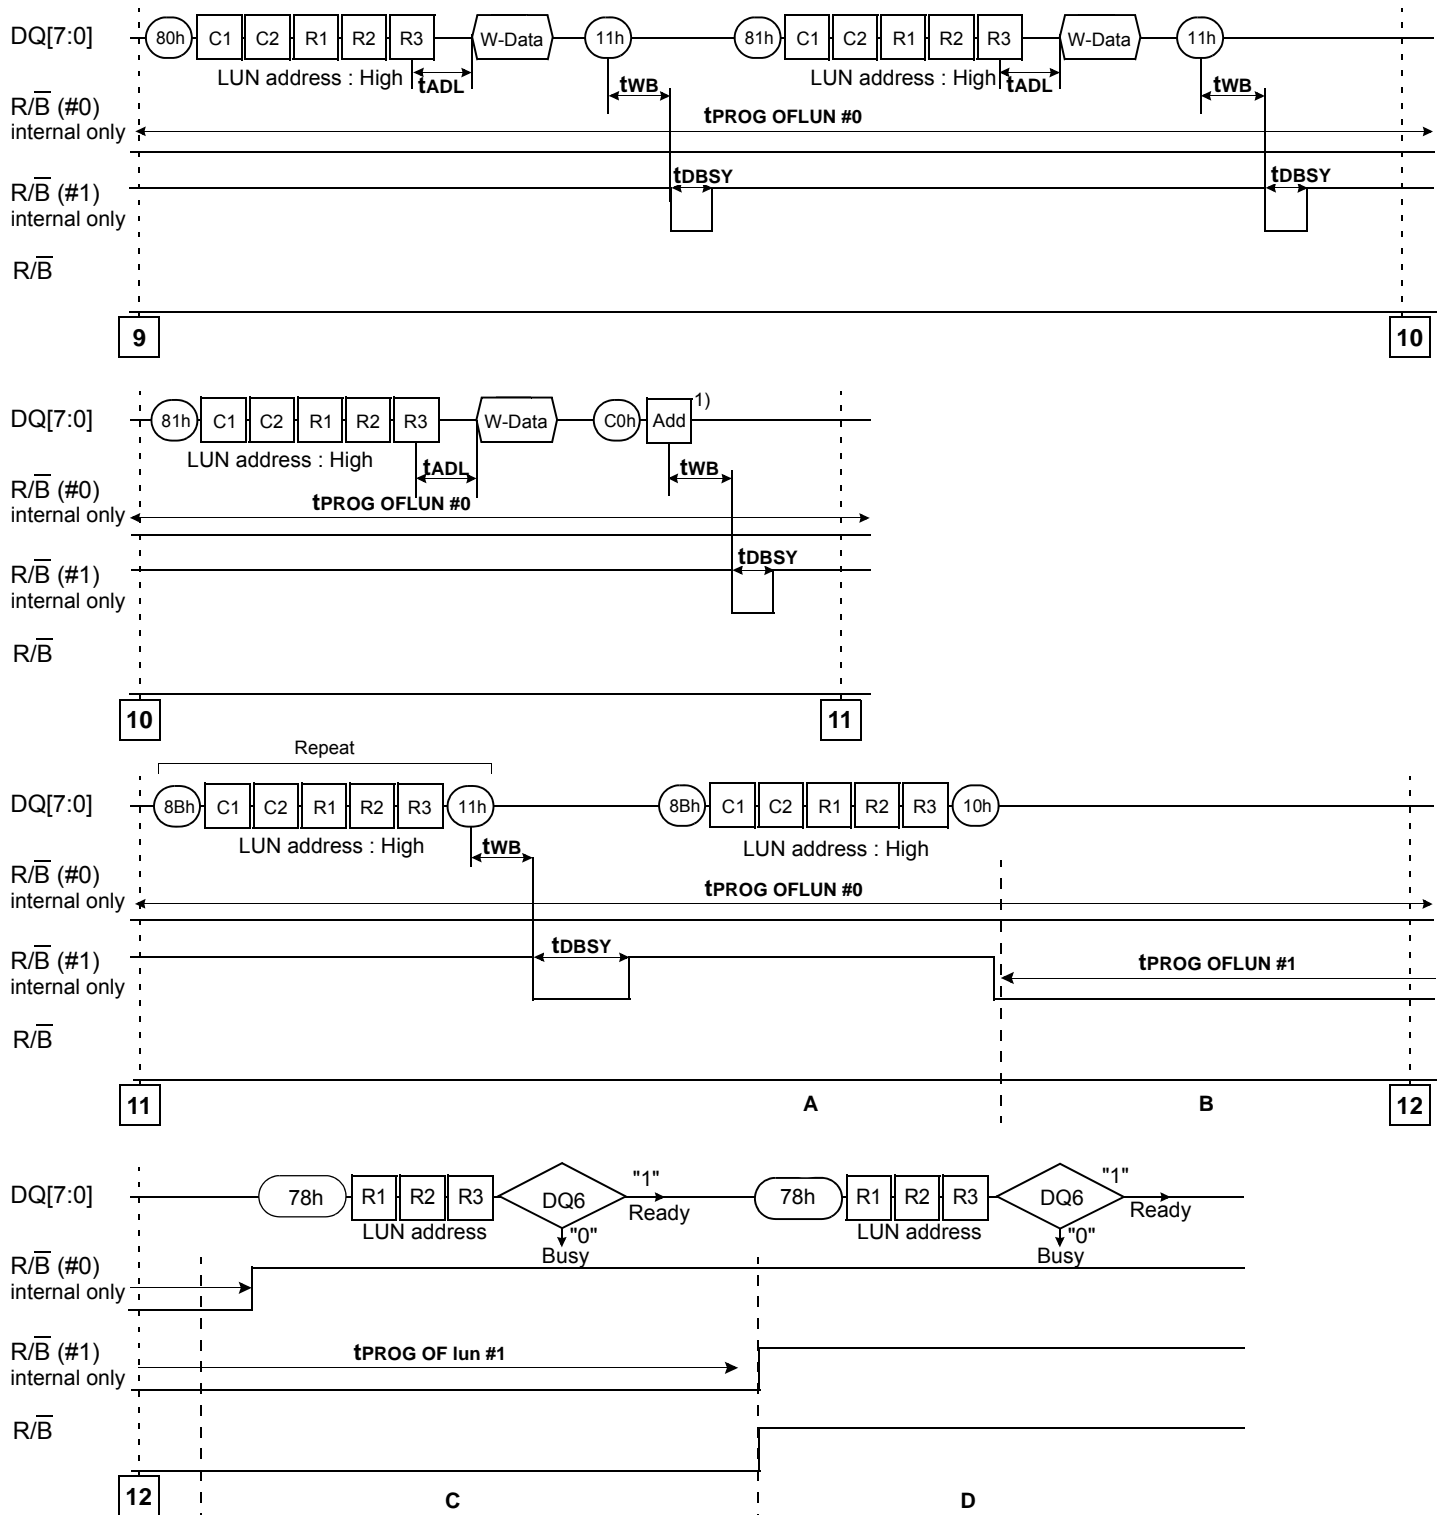 DQ[7:0] 80h C1 C2 R1 R2 R3 W-Data 11h 81h C1 C2 R1 R2 R3 W-Data 11h
LUN address : High tADL tWB LUN address : High tADL tWB
R/B (#0)
internal only
tPROG OFLUN #0
R/B (#1)
internal only
tDBSY tDBSY
R/B
9 10
DQ[7:0] 81h C1 C2 R1 R2 R3 W-Data C0h Add 1)
LUN address : High tADL tWB
R/B (#0)
internal only
tPROG OFLUN #0
R/B (#1)
internal only
tDBSY
R/B
10 11
Repeat
DQ[7:0] 8Bh C1 C2 R1 R2 R3 11h 8Bh C1 C2 R1 R2 R3 10h
LUN address : High tWB LUN address : High
R/B (#0)
internal only
tPROG OFLUN #0
R/B (#1)
internal only
tDBSY tPROG OFLUN #1
R/B
11 A B 12
DQ[7:0] 78h R1 R2 R3 DQ6 "1" Ready 78h R1 R2 R3 DQ6 "1" Ready
LUN address "0" Busy LUN address "0" Busy
R/B (#0)
internal only
R/B (#1)
internal only
tPROG OF lun #1
R/B
12 C D